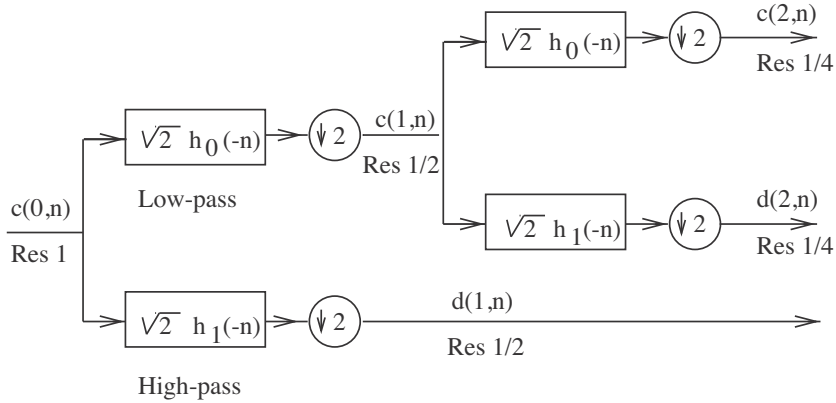 c(2,n)
√2 h0(-n)
↓ 2
Res 1/4
c(1,n)
√2 h0(-n)
↓ 2
Res 1/2
Low-pass
d(2,n)
c(0,n)
√2 h1(-n)
↓ 2
Res 1
Res 1/4
d(1,n)
√2 h1(-n)
↓ 2
Res 1/2
High-pass